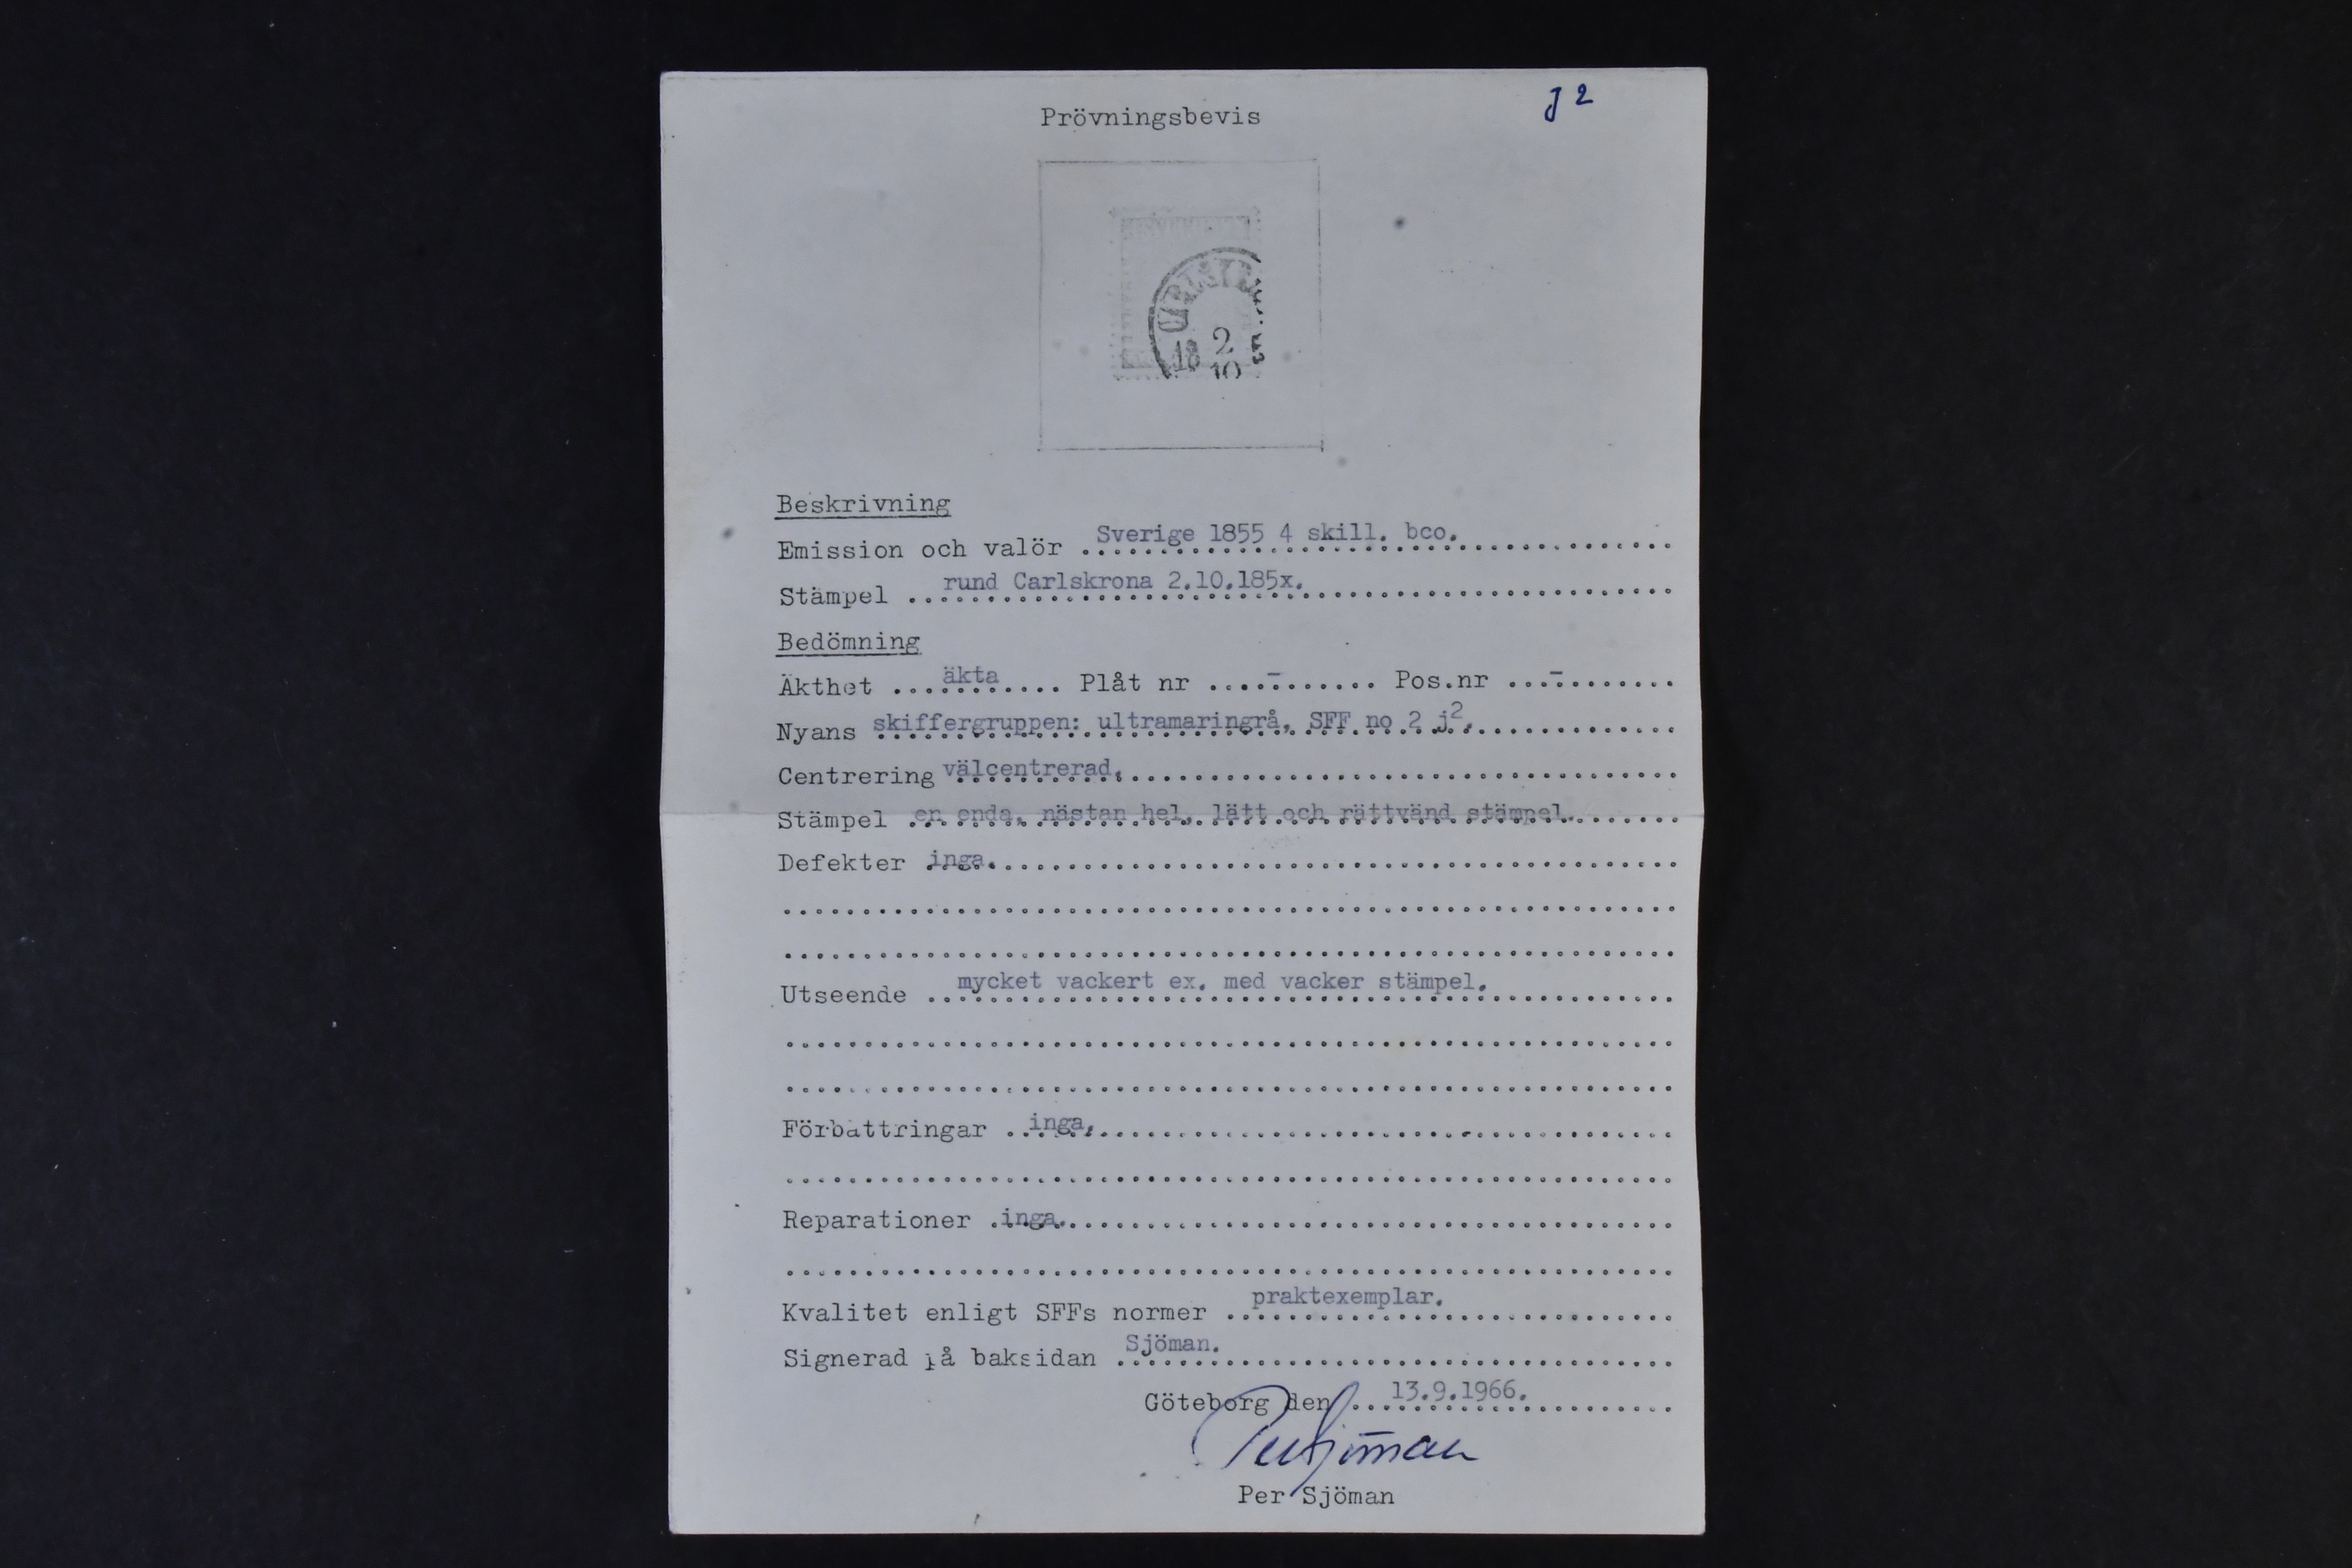 J 2
Prövningsbevis
18 2
10
Beskrivning
Emission och valör Sverige 1855 4 skill. bco.
Stämpel rund Carlskrona 2.10.185x.
Bedömning
Äkthet äkta Plåt nr - Pos.nr -
Nyans skiffergruppen: ultramaringrå, SFF no 2 j².
Centrering välcentrerad.
Stämpel en enda, nästan hel, lätt och rättvänd stämpel.
Defekter inga.
Utseende mycket vackert ex. med vacker stämpel.
Förbättringar inga.
Reparationer inga.
Kvalitet enligt SFFs normer praktexemplar.
Signerad på baksidan Sjöman.
Göteborg den 13.9.1966.
Per Sjöman
Per Sjöman